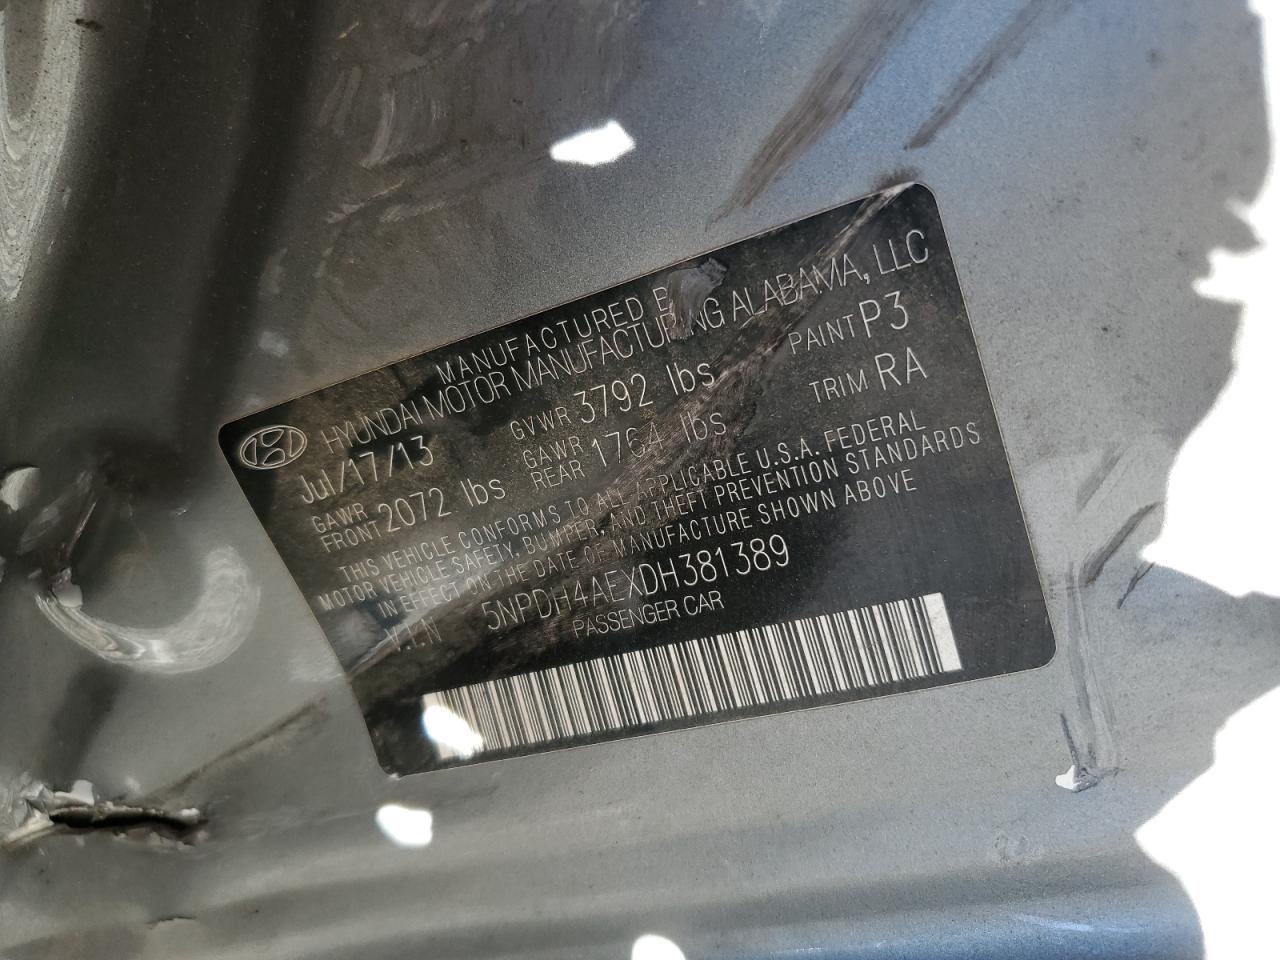 MANUFACTURED B
HYUNDAI MOTOR MANUFACTURING ALABAMA, LLC
Jul/17/13 GVWR 3792 lbs PAINT P3
GAWR FRONT 2072 lbs GAWR REAR 1764 lbs TRIM RA
THIS VEHICLE CONFORMS TO ALL APPLICABLE U.S.A. FEDERAL
MOTOR VEHICLE SAFETY, BUMPER, AND THEFT PREVENTION STANDARDS
IN EFFECT ON THE DATE OF MANUFACTURE SHOWN ABOVE
V.I.N 5NPDH4AEXDH381389
PASSENGER CAR